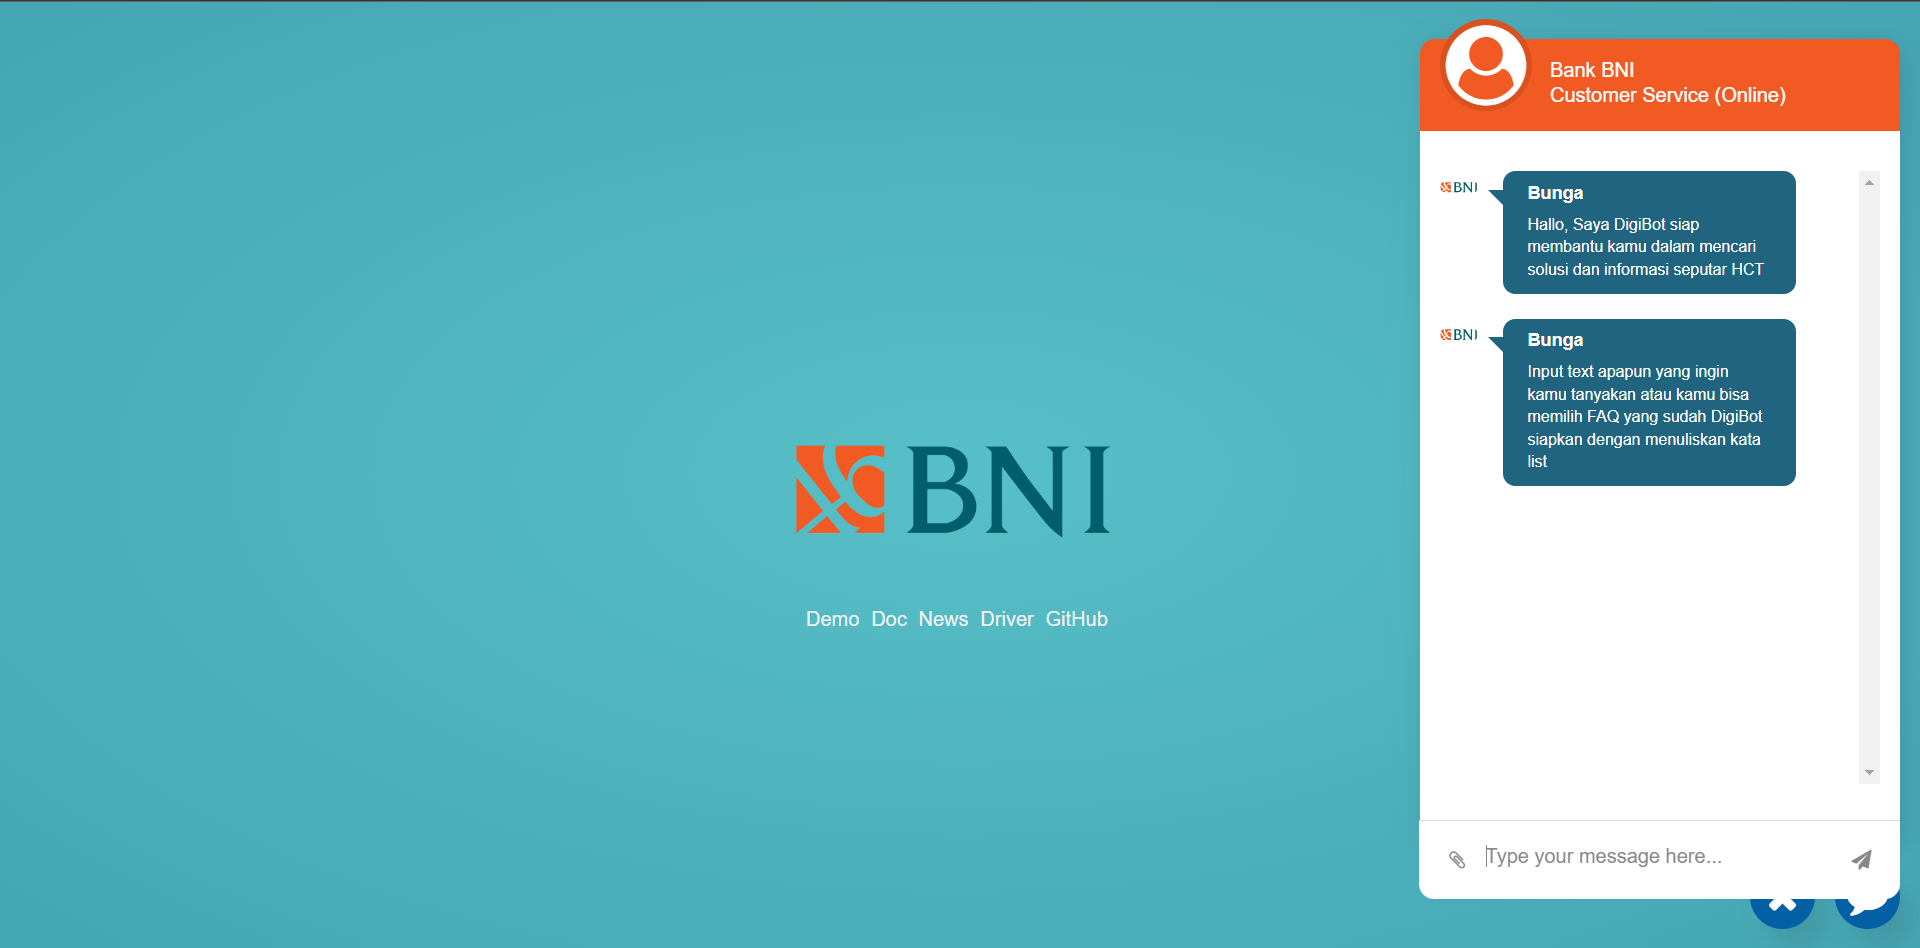 Bank BNI
Customer Service (Online)
BNI
Bunga
Hallo, Saya DigiBot siap
membantu kamu dalam mencari
solusi dan informasi seputar HCT
BNI
Bunga
Input text apapun yang ingin
kamu tanyakan atau kamu bisa
memilih FAQ yang sudah DigiBot
siapkan dengan menuliskan kata
list
BNI
Demo Doc News Driver GitHub
Type your message here...